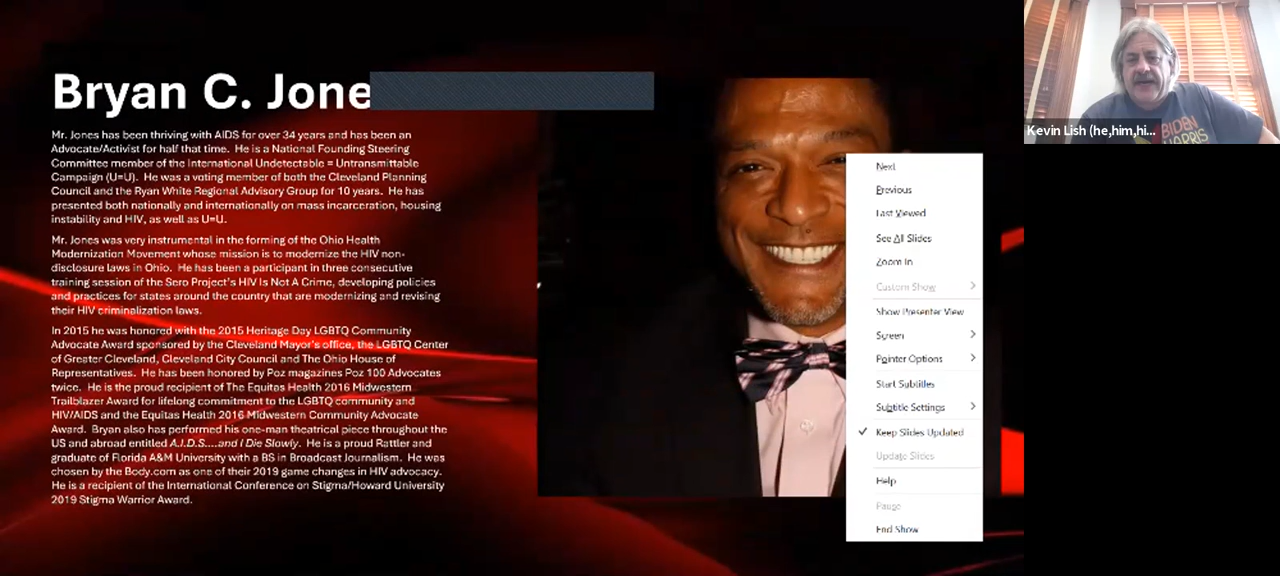 Bryan C. Jone
Mr. Jones has been thriving with AIDS for over 34 years and has been an
Advocate/Activist for half that time. He is a National Founding Steering
Committee member of the International Undetectable = Untransmittable
Campaign (U=U). He was a voting member of both the Cleveland Planning
Council and the Ryan White Regional Advisory Group for 10 years. He has
presented both nationally and internationally on mass incarceration, housing
instability and HIV, as well as U=U.
Mr. Jones was very instrumental in the forming of the Ohio Health
Modernization Movement whose mission is to modernize the HIV non-
disclosure laws in Ohio. He has been a participant in three consecutive
training session of the Sero Project's HIV Is Not A Crime, developing policies
and practices for states around the country that are modernizing and revising
their HIV criminalization laws.
In 2015 he was honored with the 2015 Heritage Day LGBTQ Community
Advocate Award sponsored by the Cleveland Mayor's office, the LGBTQ Center
of Greater Cleveland, Cleveland City Council and The Ohio House of
Representatives. He has been honored by Poz magazines Poz 100 Advocates
twice. He is the proud recipient of The Equitas Health 2016 Midwestern
Trailblazer Award for lifelong commitment to the LGBTQ community and
HIV/AIDS and the Equitas Health 2016 Midwestern Community Advocate
Award. Bryan also has performed his one-man theatrical piece throughout the
US and abroad entitled A.I.D.S....and I Die Slowly. He is a proud Rattler and
graduate of Florida A&M University with a BS in Broadcast Journalism. He was
chosen by the Body.com as one of their 2019 game changes in HIV advocacy.
He is a recipient of the International Conference on Stigma/Howard University
2019 Stigma Warrior Award.
Next
Previous
Last Viewed
See All Slides
Zoom In
Custom Show
Show Presenter View
Screen
Pointer Options
Start Subtitles
Subtitle Settings
Keep Slides Updated
Update Slides
Help
Pause
End Show
BIDEN
HARRIS
Kevin Lish (he,him,hi...